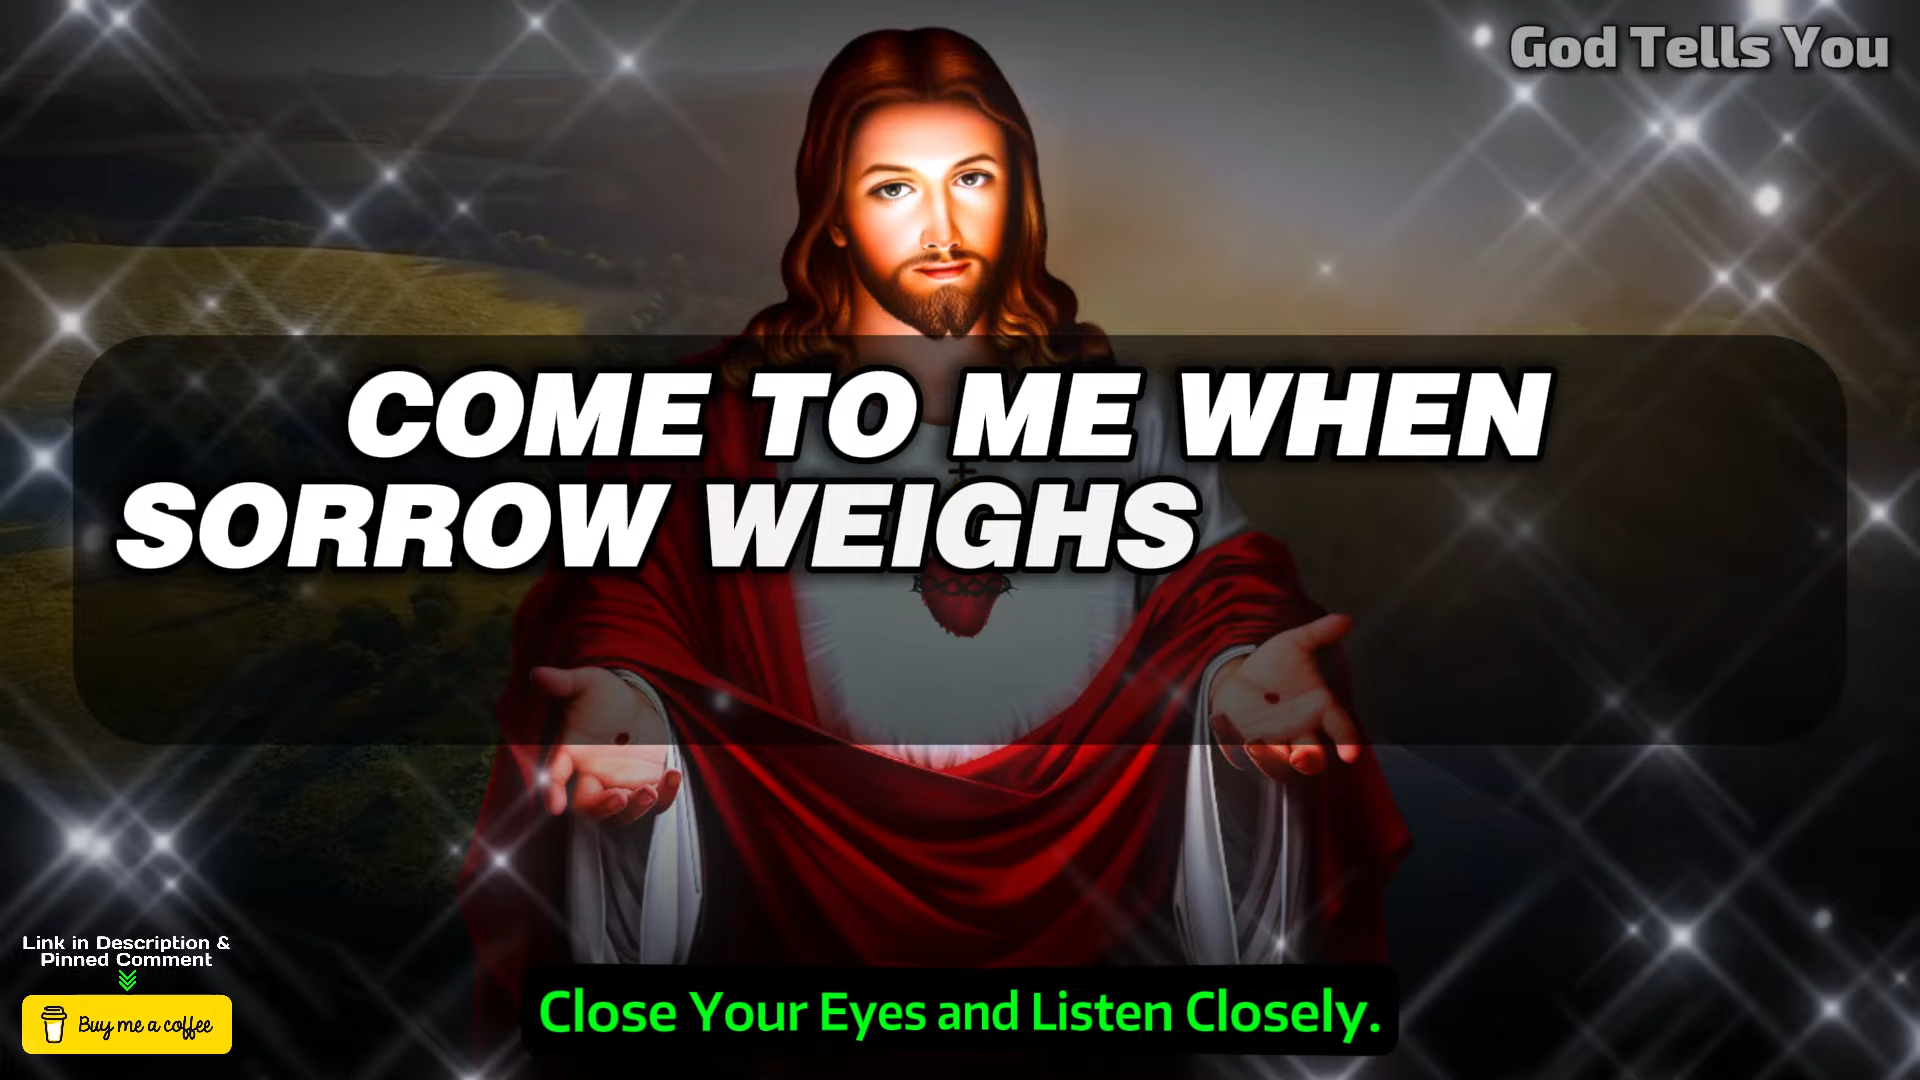 God Tells You
COME TO ME WHEN
SORROW WEIGHS
Link in Description &
Pinned Comment
Buy me a coffee
Close Your Eyes and Listen Closely.